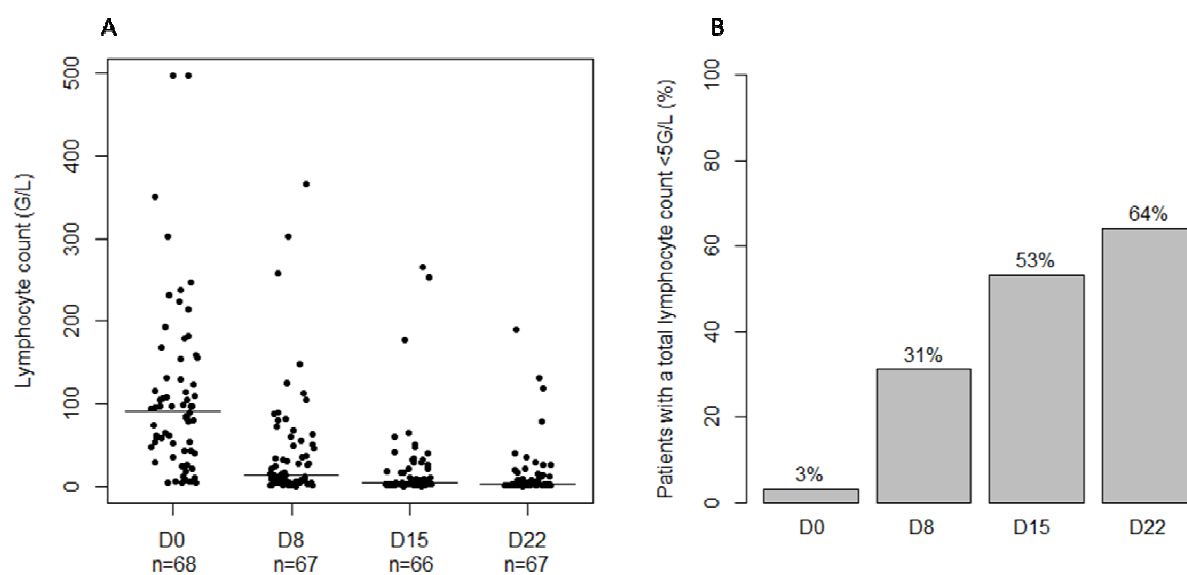 A
Lymphocyte count (G/L)
500
400
300
200
100
0
D0
n=68
D8
n=67
D15
n=66
D22
n=67
B
Patients with a total lymphocyte count <5G/L (%)
100
80
60
40
20
0
3%
31%
53%
64%
D0
D8
D15
D22